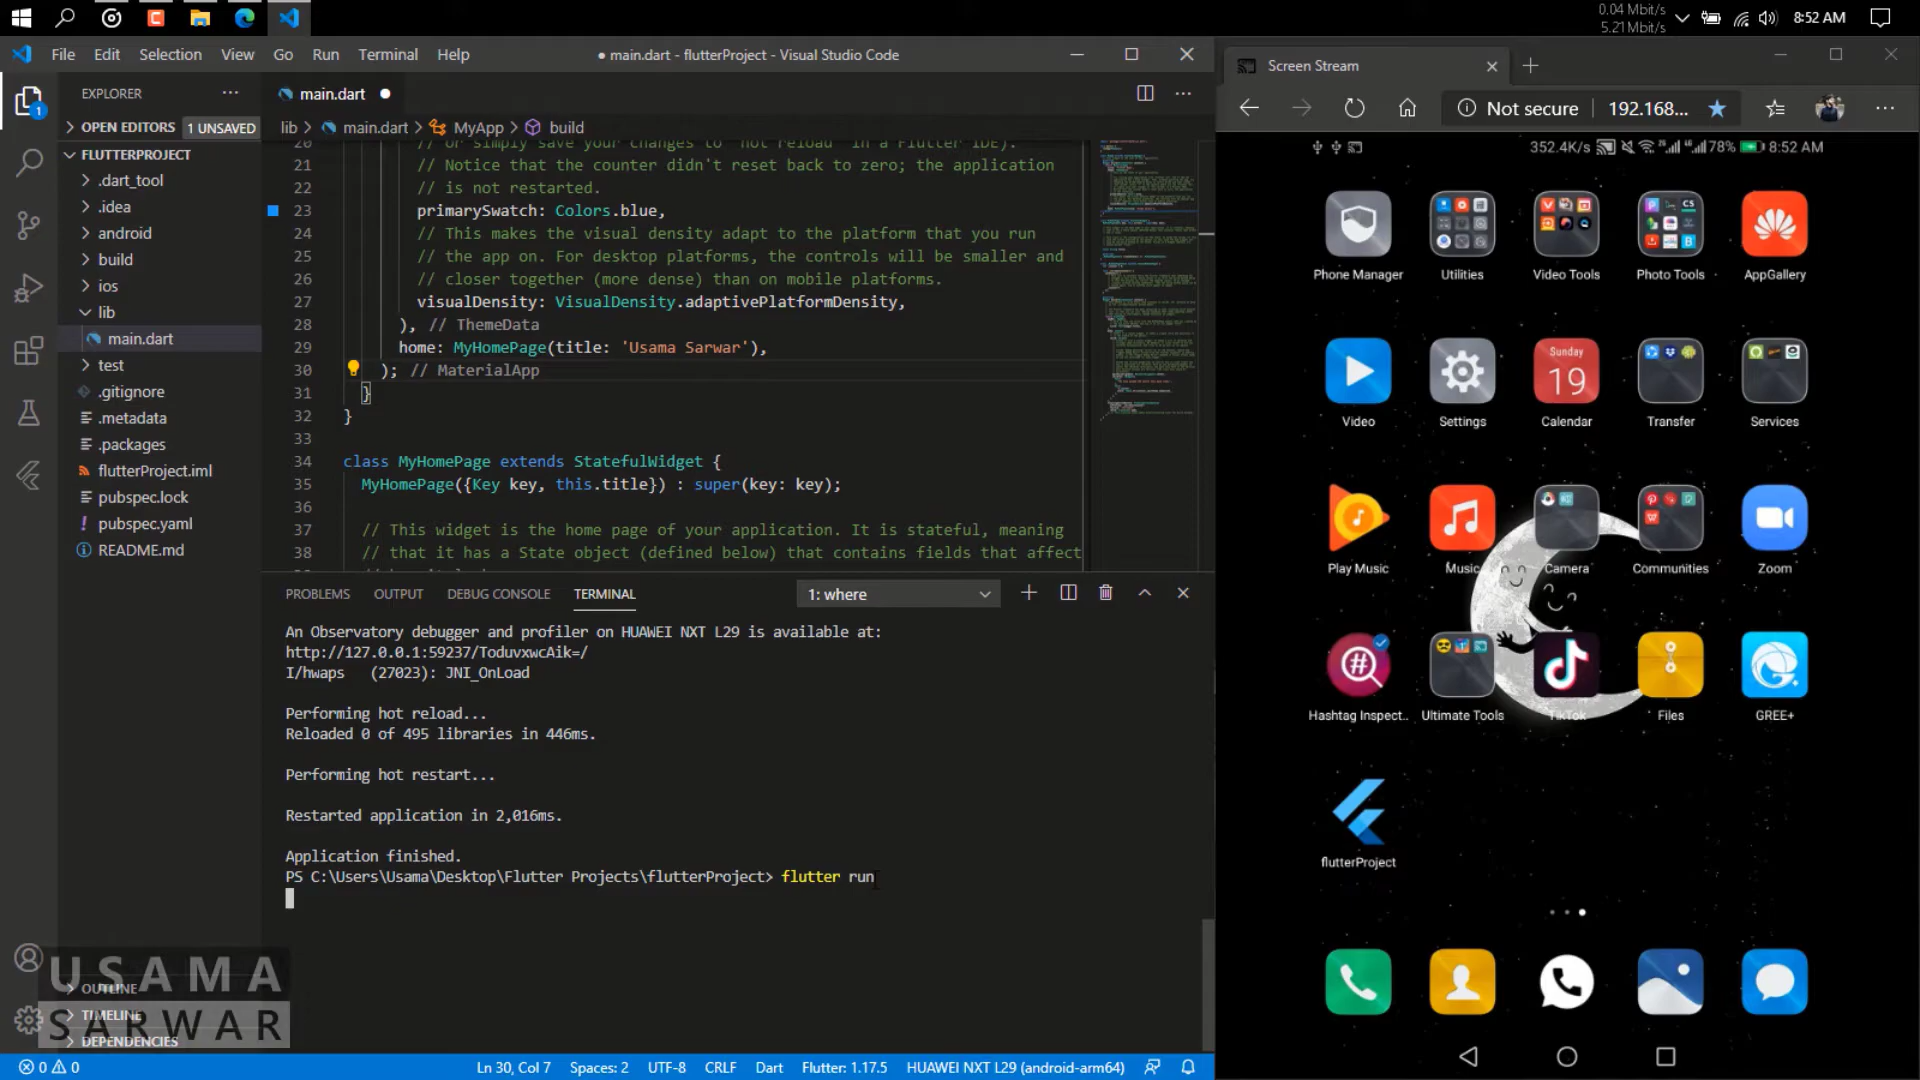 0.04 Mbit/s
5.21 Mbit/s
8:52 AM
File Edit Selection View Go Run Terminal Help
● main.dart - flutterProject - Visual Studio Code
EXPLORER
OPEN EDITORS 1 UNSAVED
FLUTTERPROJECT
.dart_tool
.idea
android
build
ios
lib
main.dart
test
.gitignore
.metadata
.packages
flutterProject.iml
pubspec.lock
pubspec.yaml
README.md
OUTLINE
TIMELINE
DEPENDENCIES
USAMA
SARWAR
main.dart
lib > main.dart > MyApp > build
20 // or simply save your changes to "hot reload" in a Flutter IDE).
21 // Notice that the counter didn't reset back to zero; the application
22 // is not restarted.
23 primarySwatch: Colors.blue,
24 // This makes the visual density adapt to the platform that you run
25 // the app on. For desktop platforms, the controls will be smaller and
26 // closer together (more dense) than on mobile platforms.
27 visualDensity: VisualDensity.adaptivePlatformDensity,
28 ), // ThemeData
29 home: MyHomePage(title: 'Usama Sarwar'),
30 ); // MaterialApp
31 }
32 }
33
34 class MyHomePage extends StatefulWidget {
35 MyHomePage({Key key, this.title}) : super(key: key);
36
37 // This widget is the home page of your application. It is stateful, meaning
38 // that it has a State object (defined below) that contains fields that affect
PROBLEMS OUTPUT DEBUG CONSOLE TERMINAL 1: where
An Observatory debugger and profiler on HUAWEI NXT L29 is available at:
http://127.0.0.1:59237/ToduvxwcAik=/
I/hwaps (27023): JNI_OnLoad
Performing hot reload...
Reloaded 0 of 495 libraries in 446ms.
Performing hot restart...
Restarted application in 2,016ms.
Application finished.
PS C:\Users\Usama\Desktop\Flutter Projects\flutterProject> flutter run
0 0 Ln 30, Col 7 Spaces: 2 UTF-8 CRLF Dart Flutter: 1.17.5 HUAWEI NXT L29 (android-arm64)
Screen Stream
Not secure 192.168...
352.4K/s 78% 8:52 AM
Phone Manager Utilities Video Tools Photo Tools AppGallery
Sunday
19
Video Settings Calendar Transfer Services
Play Music Music Camera Communities Zoom
Hashtag Inspect.. Ultimate Tools TikTok Files GREE+
flutterProject